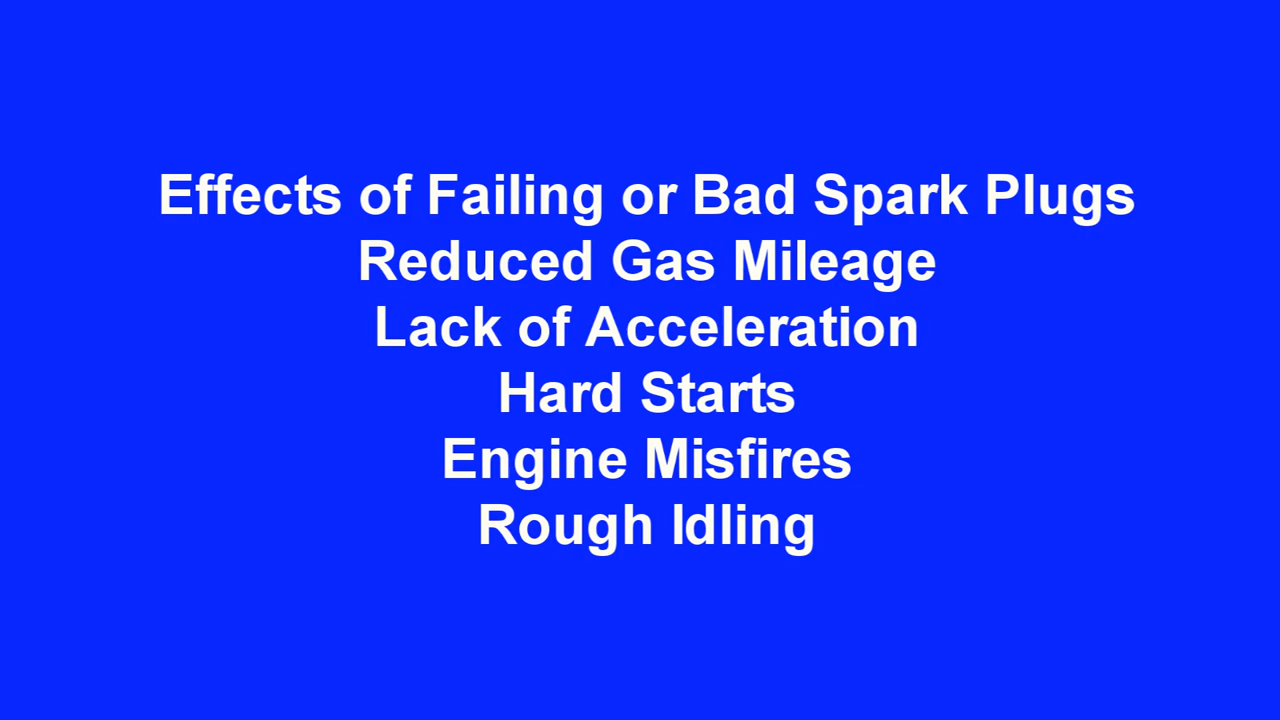 Effects of Failing or Bad Spark Plugs
Reduced Gas Mileage
Lack of Acceleration
Hard Starts
Engine Misfires
Rough Idling